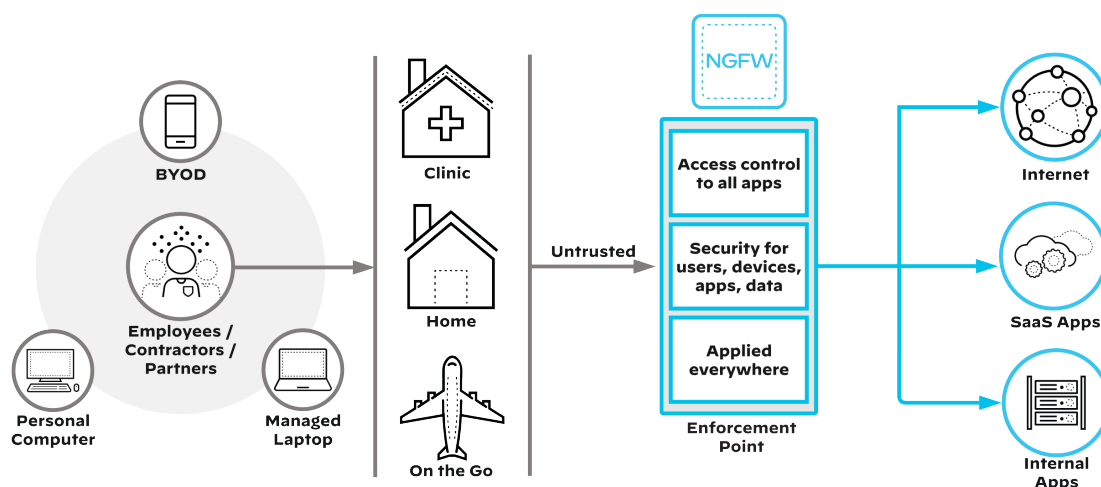 BYOD
Employees /
Contractors /
Partners
Personal
Computer
Managed
Laptop
Clinic
Home
On the Go
Untrusted
NGFW
Access control
to all apps
Security for
users, devices,
apps, data
Applied
everywhere
Enforcement
Point
Internet
SaaS Apps
Internal
Apps